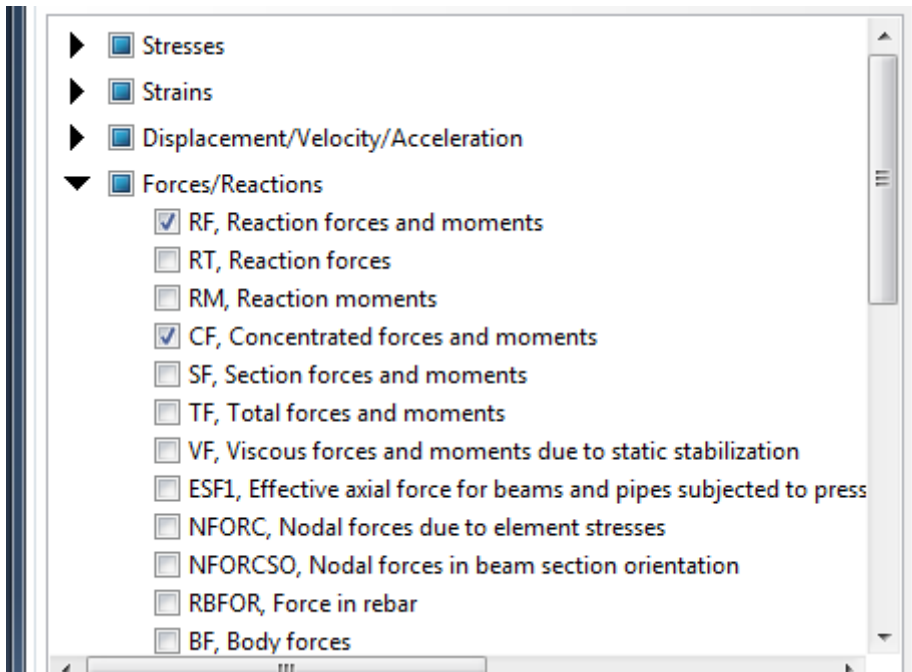 Stresses
Strains
Displacement/Velocity/Acceleration
Forces/Reactions
RF, Reaction forces and moments
RT, Reaction forces
RM, Reaction moments
CF, Concentrated forces and moments
SF, Section forces and moments
TF, Total forces and moments
VF, Viscous forces and moments due to static stabilization
ESF1, Effective axial force for beams and pipes subjected to press
NFORC, Nodal forces due to element stresses
NFORCSO, Nodal forces in beam section orientation
RBFOR, Force in rebar
BF, Body forces